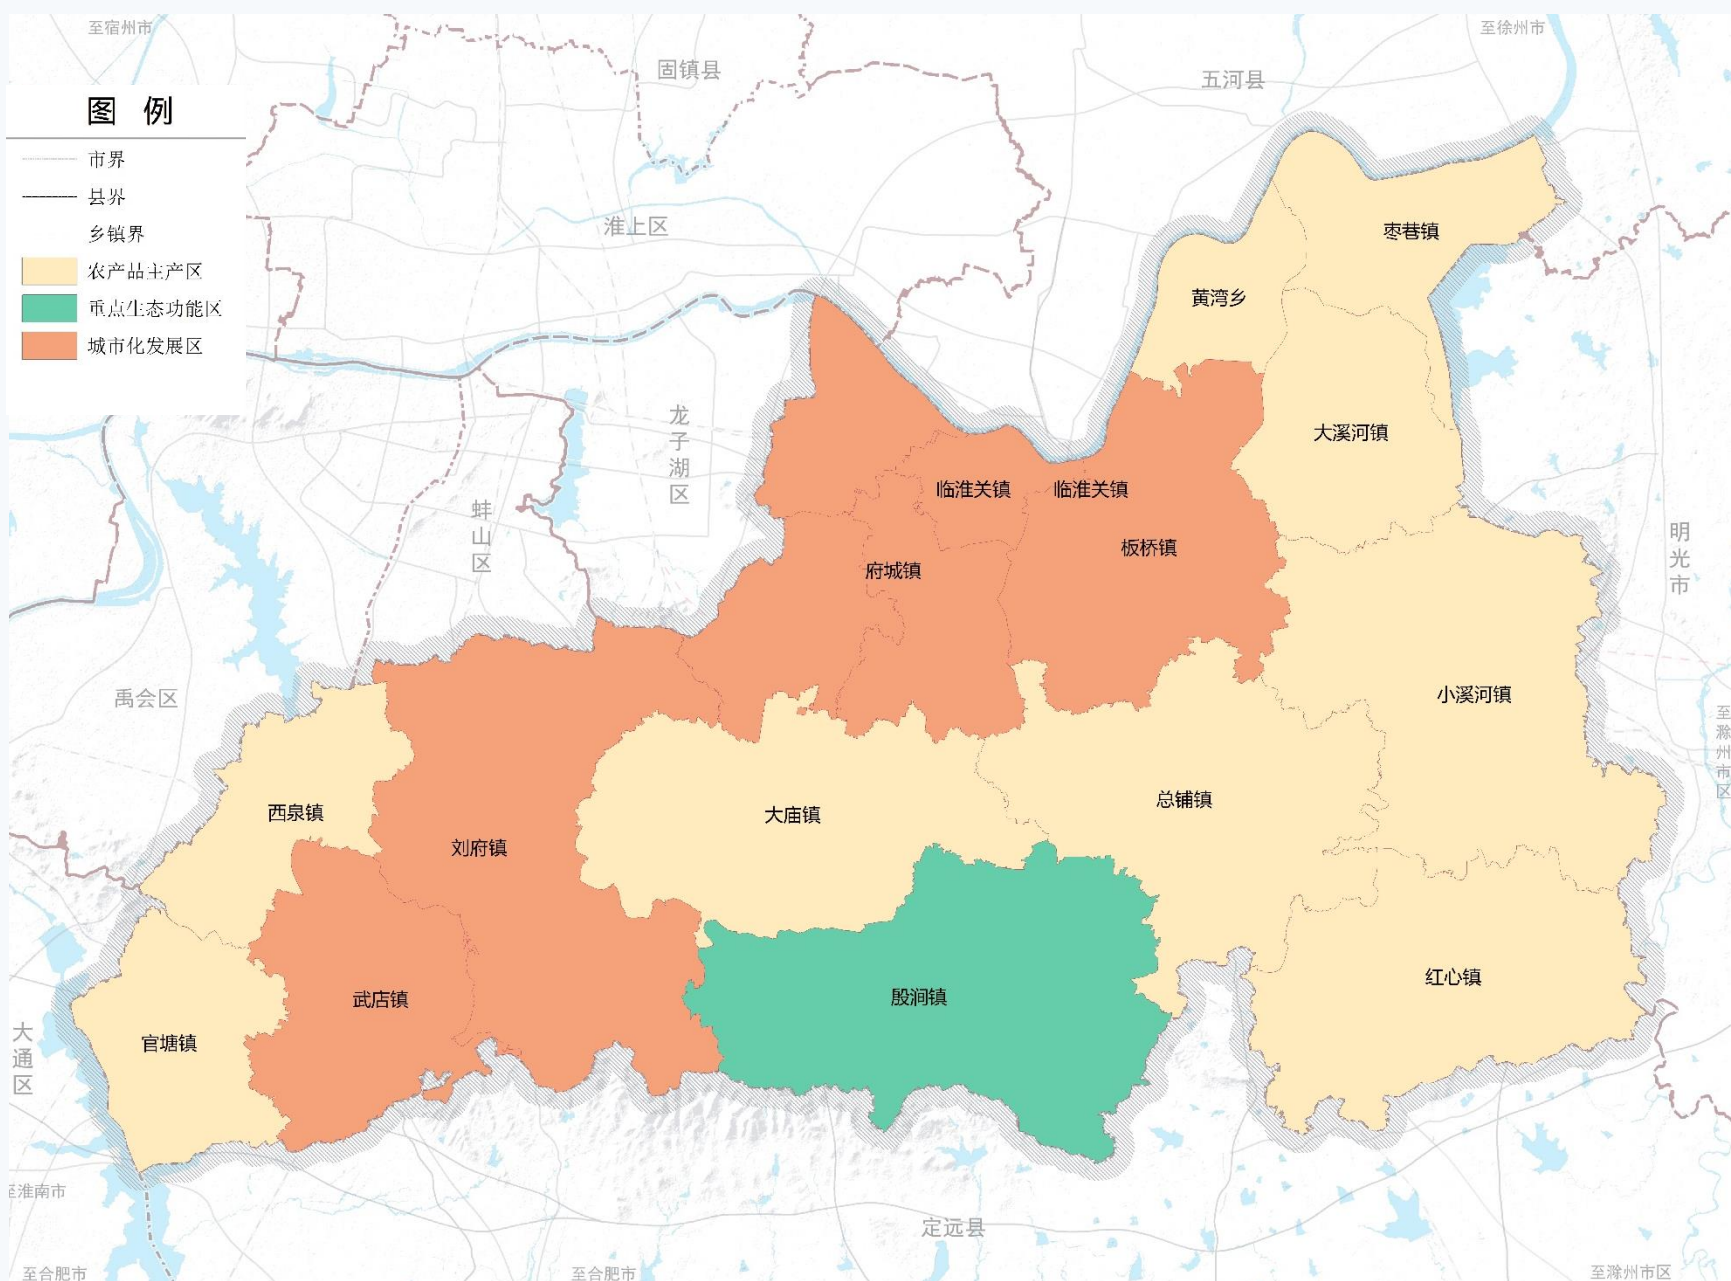 至宿州市
至徐州市
固镇县
五河县
图 例
市界
县界
乡镇界
农产品主产区
重点生态功能区
城市化发展区
淮上区
枣巷镇
黄湾乡
大溪河镇
龙子湖区
蚌山区
临淮关镇
临淮关镇
板桥镇
府城镇
明光市
禹会区
小溪河镇
至滁州市区
西泉镇
刘府镇
大庙镇
总铺镇
红心镇
武店镇
殷涧镇
官塘镇
大通区
至淮南市
定远县
至合肥市
至合肥市
至滁州市区